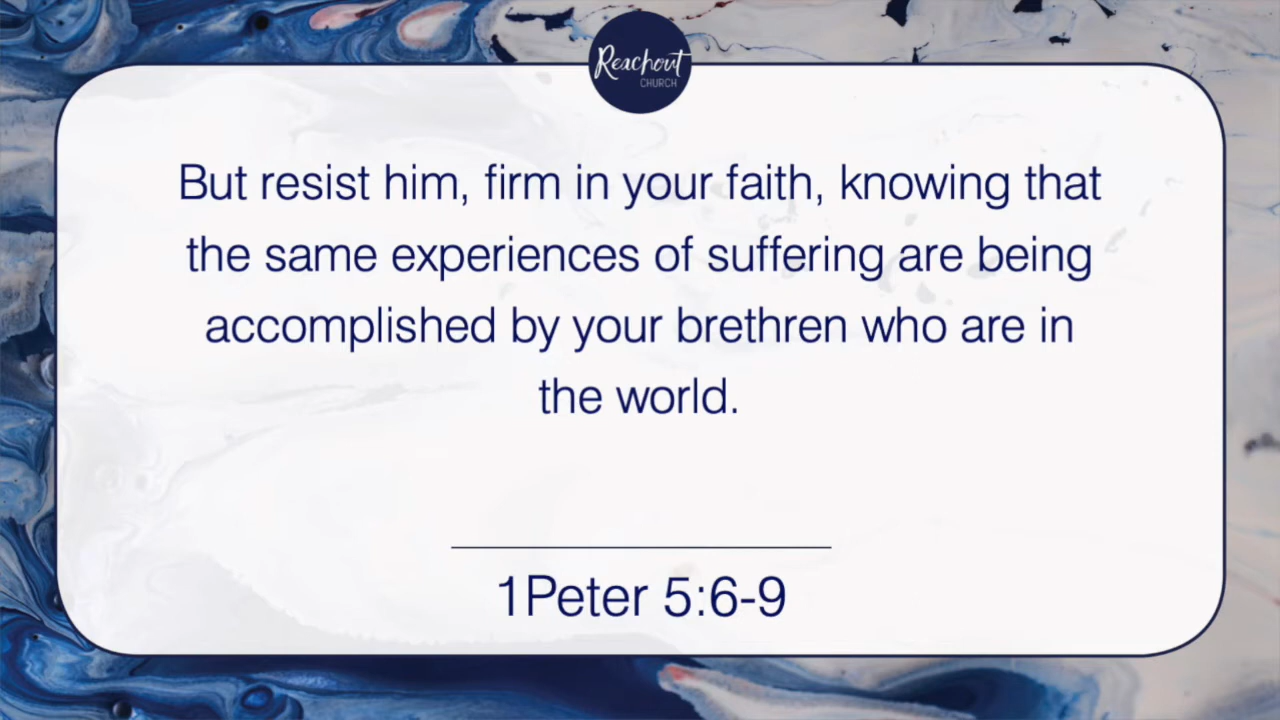 Reachout
CHURCH
But resist him, firm in your faith, knowing that
the same experiences of suffering are being
accomplished by your brethren who are in
the world.
1Peter 5:6-9